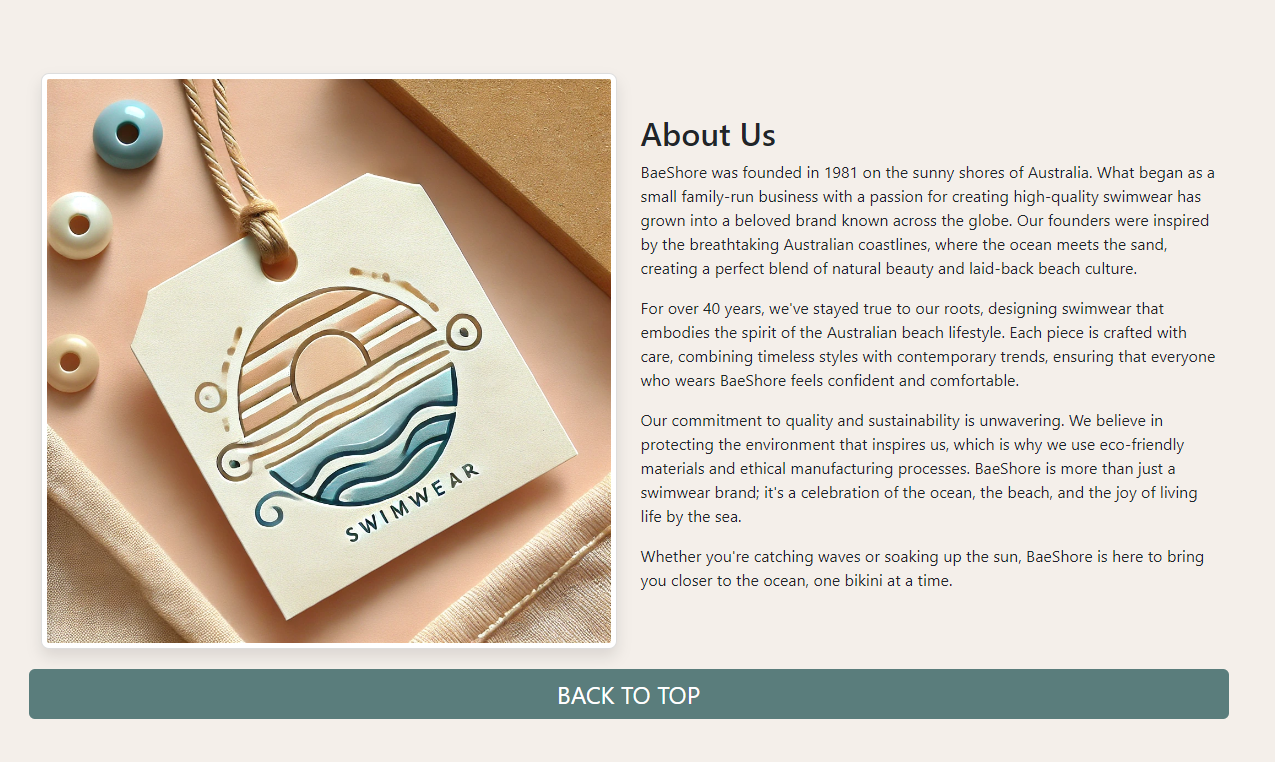 SWIMWEAR
About Us
BaeShore was founded in 1981 on the sunny shores of Australia. What began as a
small family-run business with a passion for creating high-quality swimwear has
grown into a beloved brand known across the globe. Our founders were inspired
by the breathtaking Australian coastlines, where the ocean meets the sand,
creating a perfect blend of natural beauty and laid-back beach culture.
For over 40 years, we've stayed true to our roots, designing swimwear that
embodies the spirit of the Australian beach lifestyle. Each piece is crafted with
care, combining timeless styles with contemporary trends, ensuring that everyone
who wears BaeShore feels confident and comfortable.
Our commitment to quality and sustainability is unwavering. We believe in
protecting the environment that inspires us, which is why we use eco-friendly
materials and ethical manufacturing processes. BaeShore is more than just a
swimwear brand; it's a celebration of the ocean, the beach, and the joy of living
life by the sea.
Whether you're catching waves or soaking up the sun, BaeShore is here to bring
you closer to the ocean, one bikini at a time.
BACK TO TOP